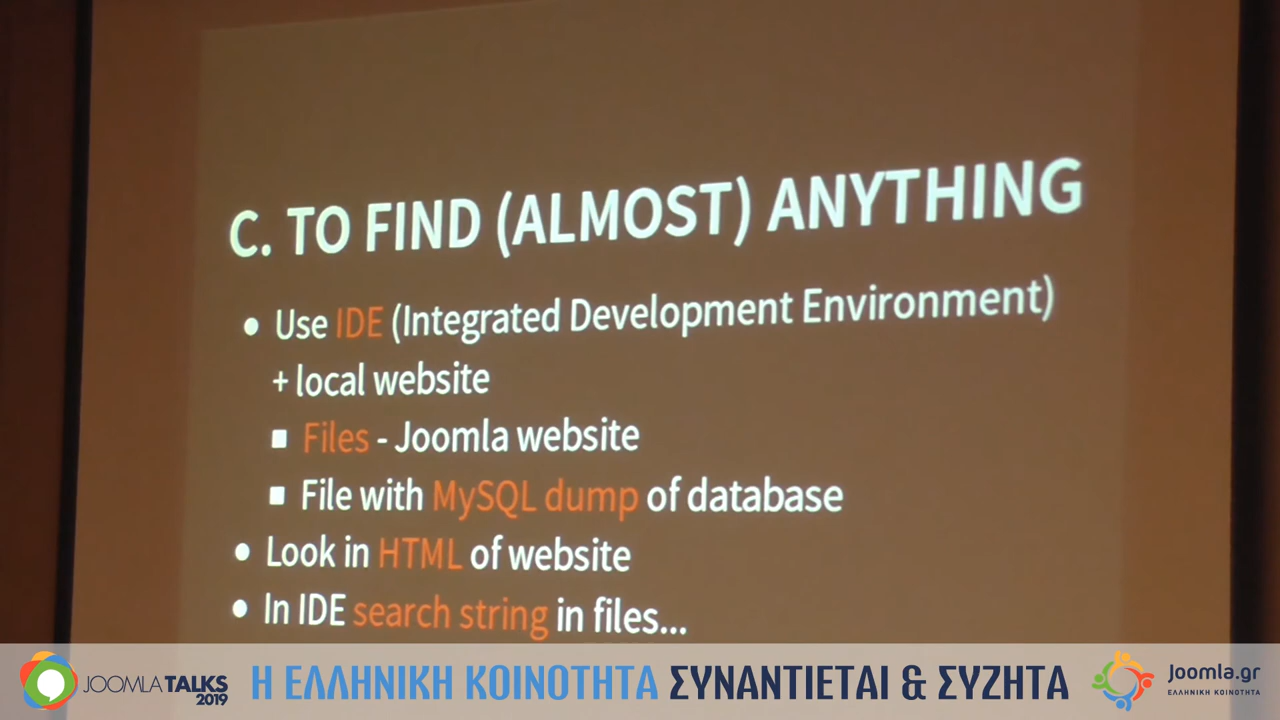 C. TO FIND (ALMOST) ANYTHING
• Use IDE (Integrated Development Environment)
+ local website
▪ Files - Joomla website
▪ File with MySQL dump of database
• Look in HTML of website
• In IDE search string in files...
JOOMLATALKS
2019
Η ΕΛΛΗΝΙΚΗ ΚΟΙΝΟΤΗΤΑ ΣΥΝΑΝΤΙΕΤΑΙ & ΣΥΖΗΤΑ
Joomla.gr
ΕΛΛΗΝΙΚΗ ΚΟΙΝΟΤΗΤΑ